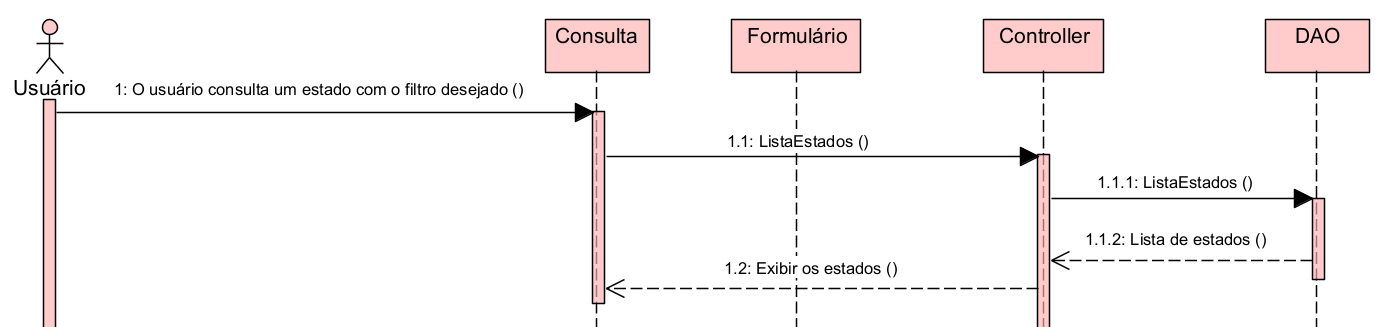 Consulta
Formulário
Controller
DAO
Usuário
1: O usuário consulta um estado com o filtro desejado ()
1.1: ListaEstados ()
1.1.1: ListaEstados ()
1.1.2: Lista de estados ()
1.2: Exibir os estados ()